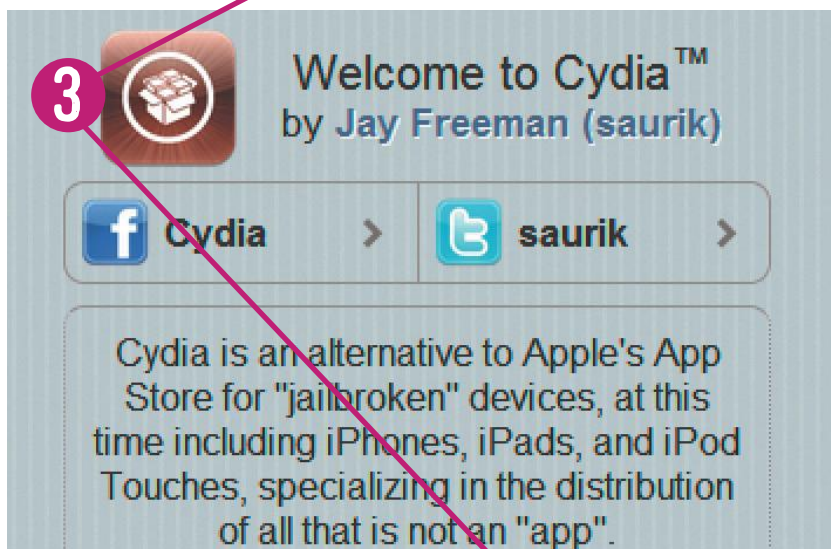 3
Welcome to Cydia™
by Jay Freeman (saurik)
f Cydia
t saurik
Cydia is an alternative to Apple's App
Store for "jailbroken" devices, at this
time including iPhones, iPads, and iPod
Touches, specializing in the distribution
of all that is not an "app".